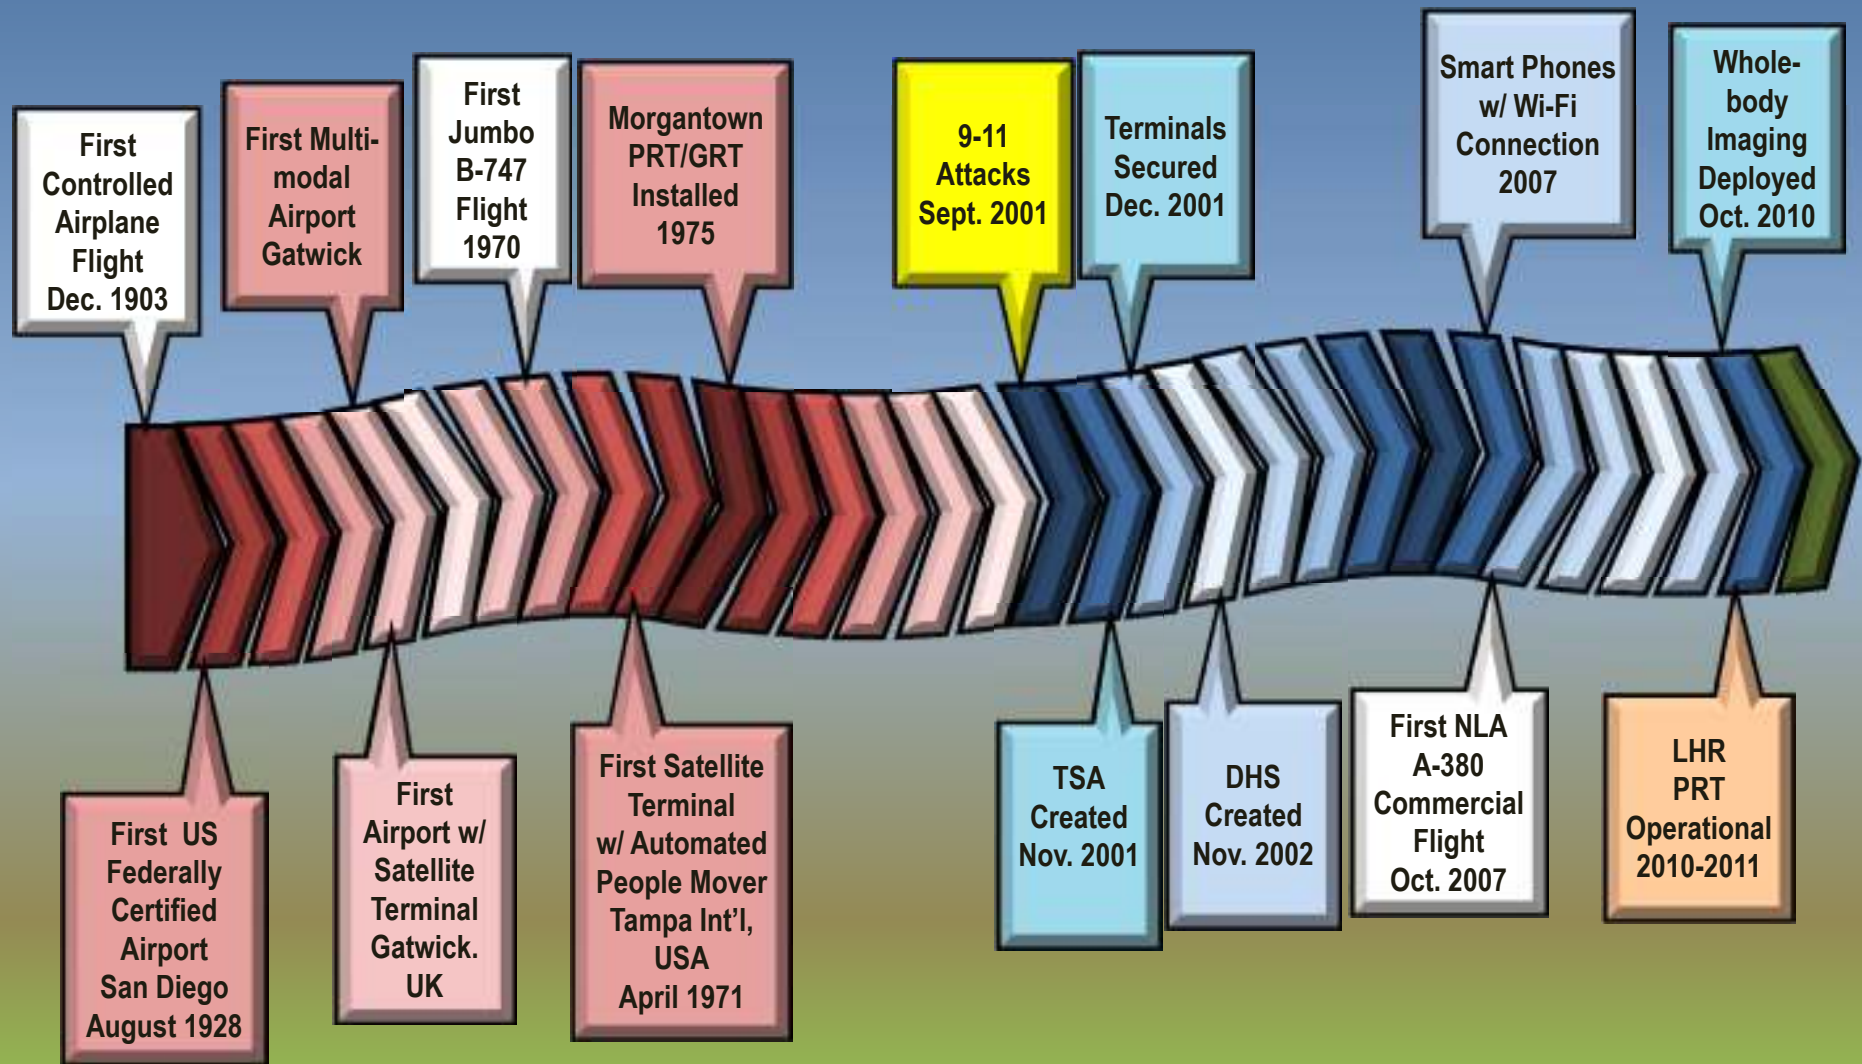 First
Controlled
Airplane
Flight
Dec. 1903
First Multi-
modal
Airport
Gatwick
First
Jumbo
B-747
Flight
1970
Morgantown
PRT/GRT
Installed
1975
9-11
Attacks
Sept. 2001
Terminals
Secured
Dec. 2001
Smart Phones
w/ Wi-Fi
Connection
2007
Whole-
body
Imaging
Deployed
Oct. 2010
First US
Federally
Certified
Airport
San Diego
August 1928
First
Airport w/
Satellite
Terminal
Gatwick.
UK
First Satellite
Terminal
w/ Automated
People Mover
Tampa Int'l,
USA
April 1971
TSA
Created
Nov. 2001
DHS
Created
Nov. 2002
First NLA
A-380
Commercial
Flight
Oct. 2007
LHR
PRT
Operational
2010-2011